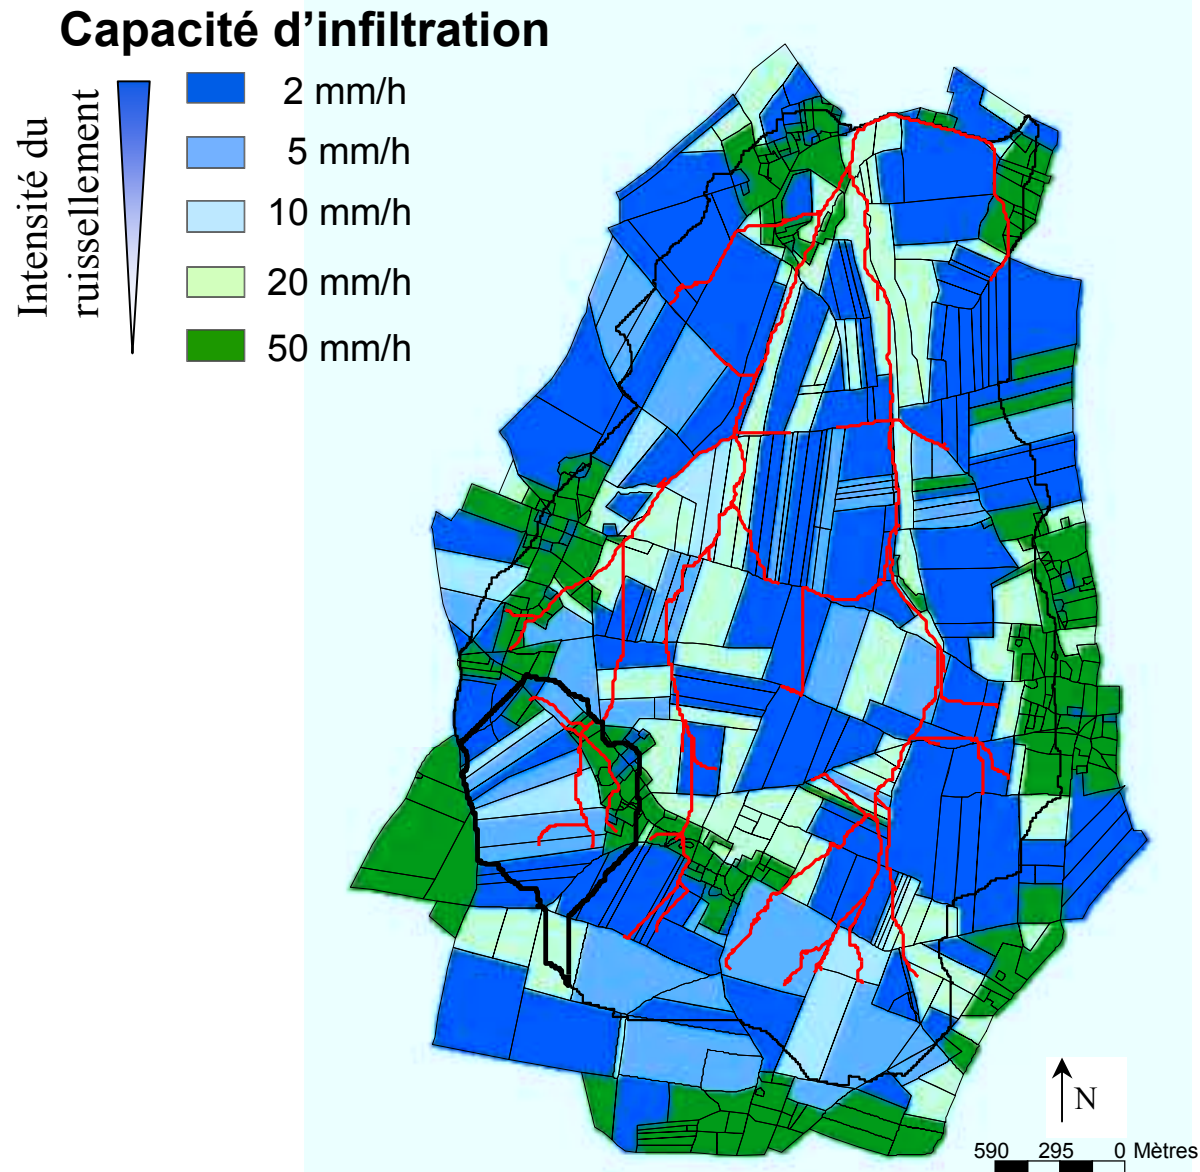 Capacité d’infiltration
Intensité du
ruissellement
2 mm/h
5 mm/h
10 mm/h
20 mm/h
50 mm/h
N
590 295 0 Mètres